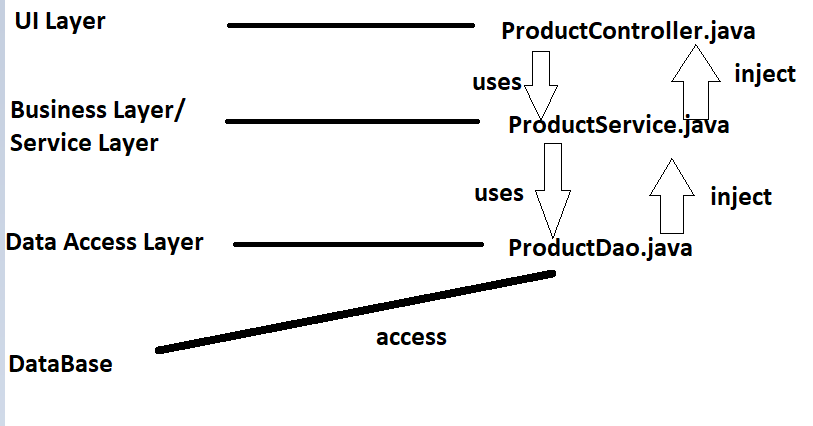 UI Layer
ProductController.java
uses
inject
Business Layer/
Service Layer
ProductService.java
uses
inject
Data Access Layer
ProductDao.java
access
DataBase